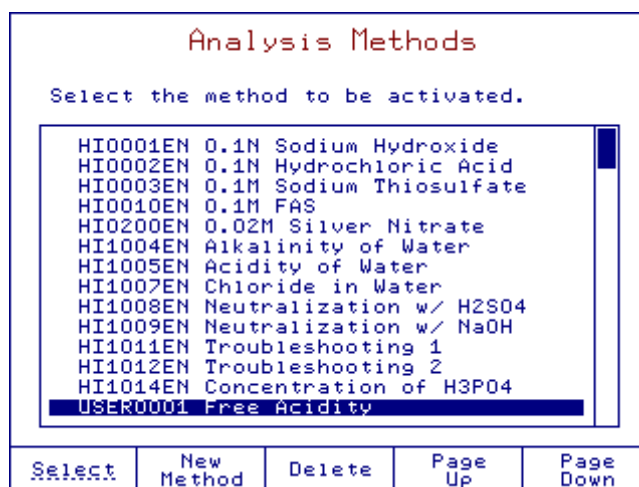 Analysis Methods
Select the method to be activated.
HI0001EN 0.1N Sodium Hydroxide
HI0002EN 0.1N Hydrochloric Acid
HI0003EN 0.1M Sodium Thiosulfate
HI0010EN 0.1M FAS
HI0200EN 0.02M Silver Nitrate
HI1004EN Alkalinity of Water
HI1005EN Acidity of Water
HI1007EN Chloride in Water
HI1008EN Neutralization w/ H2SO4
HI1009EN Neutralization w/ NaOH
HI1011EN Troubleshooting 1
HI1012EN Troubleshooting 2
HI1014EN Concentration of H3PO4
USER0001 Free Acidity
Select
New
Method
Delete
Page
Up
Page
Down